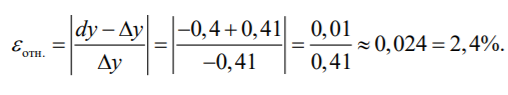 ε_отн. = |dy − Δy / Δy| = |−0,4 + 0,41 / −0,41| = 0,01 / 0,41 ≈ 0,024 = 2,4%.